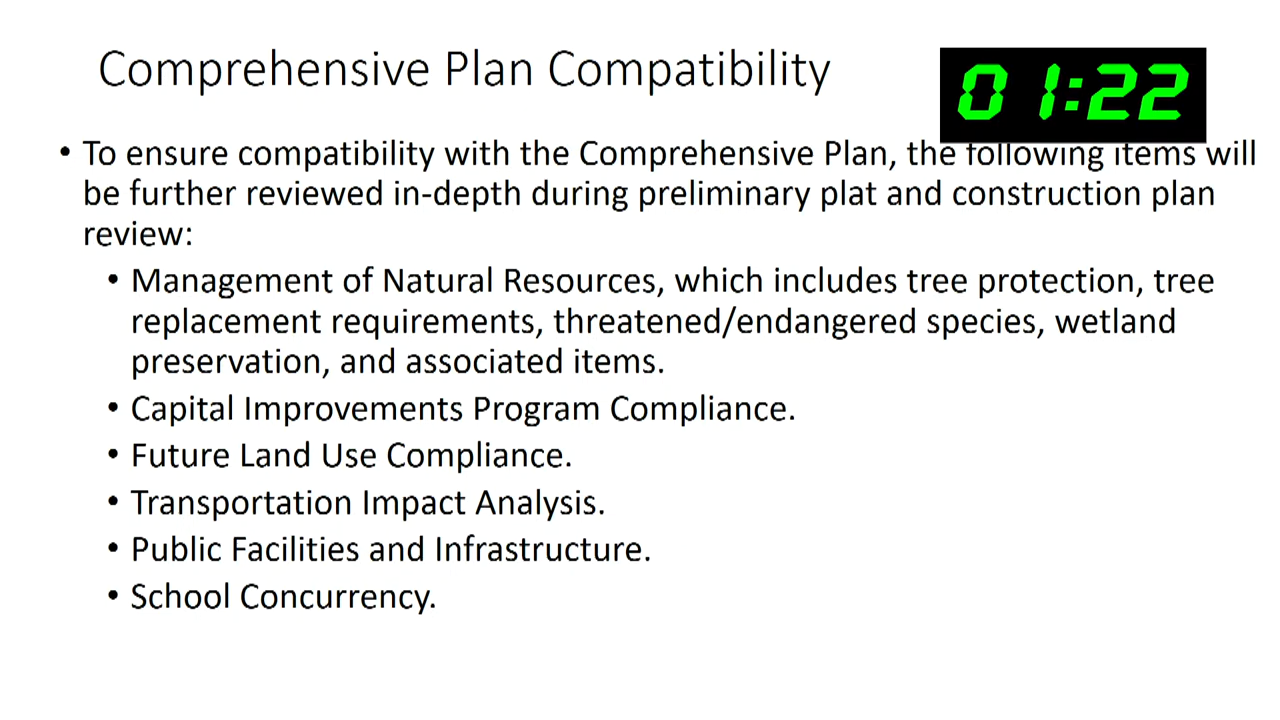 Comprehensive Plan Compatibility
01:22
• To ensure compatibility with the Comprehensive Plan, the following items will
be further reviewed in-depth during preliminary plat and construction plan
review:
• Management of Natural Resources, which includes tree protection, tree
replacement requirements, threatened/endangered species, wetland
preservation, and associated items.
• Capital Improvements Program Compliance.
• Future Land Use Compliance.
• Transportation Impact Analysis.
• Public Facilities and Infrastructure.
• School Concurrency.